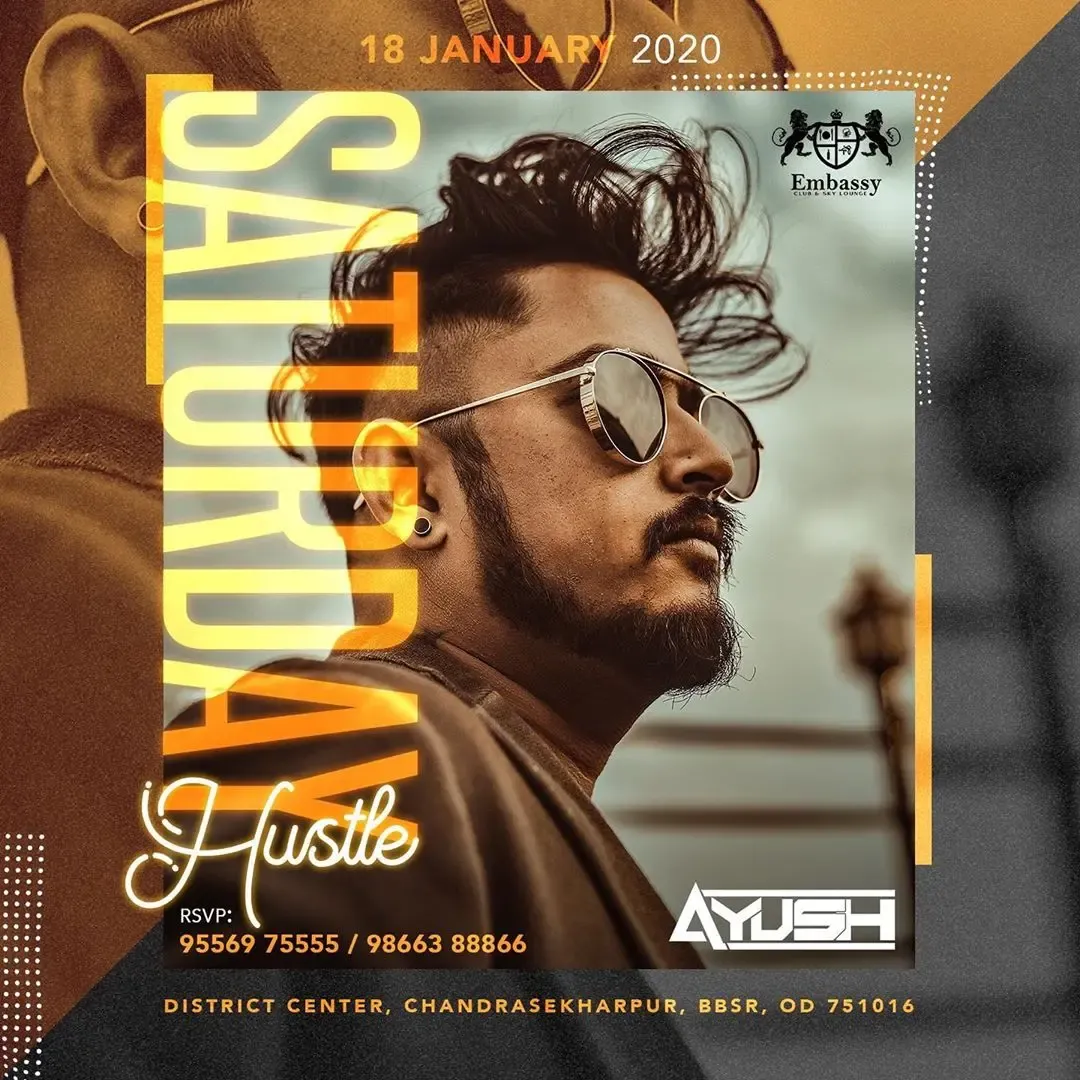 18 JANUARY 2020
SATURDAY
Hustle
Embassy
CLUB & SKY LOUNGE
RSVP:
95569 75555 / 98663 88866
AYUSH
DISTRICT CENTER, CHANDRASEKHARPUR, BBSR, OD 751016